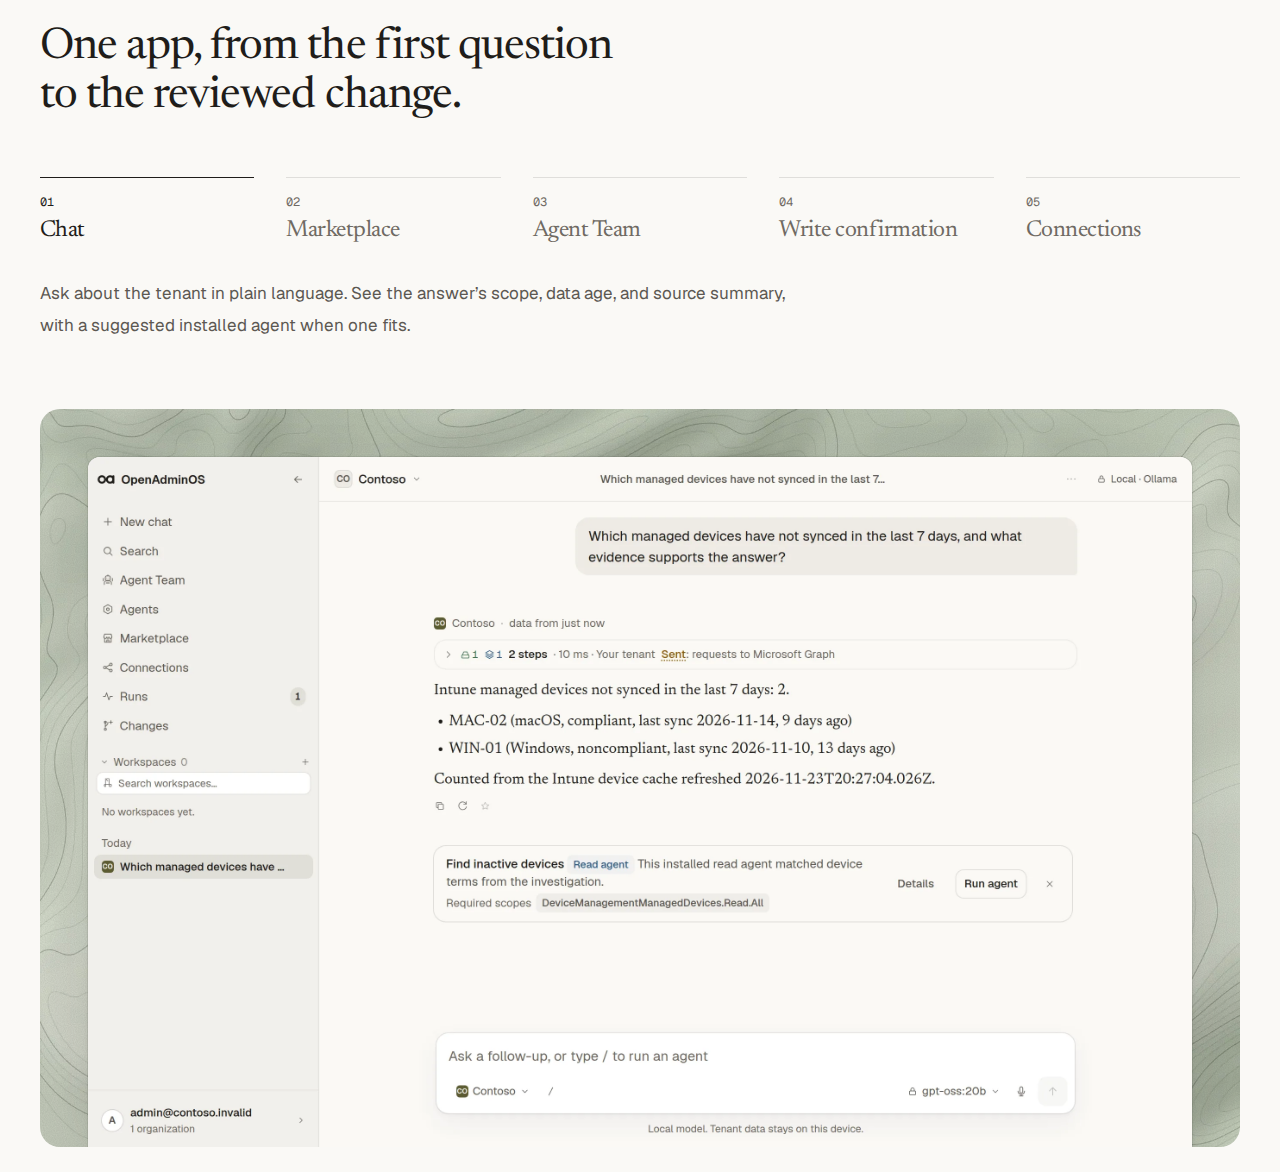 One app, from the first question
to the reviewed change.
01
Chat
02
Marketplace
03
Agent Team
04
Write confirmation
05
Connections
Ask about the tenant in plain language. See the answer’s scope, data age, and source summary,
with a suggested installed agent when one fits.
OpenAdminOS
New chat
Search
Agent Team
Agents
Marketplace
Connections
Runs 1
Changes
Workspaces 0
Search workspaces...
No workspaces yet.
Today
CO Which managed devices have ...
A
admin@contoso.invalid
1 organization
CO Contoso
Which managed devices have not synced in the last 7...
Local · Ollama
Which managed devices have not synced in the last 7 days, and what
evidence supports the answer?
CO Contoso · data from just now
1 1 2 steps · 10 ms · Your tenant Sent: requests to Microsoft Graph
Intune managed devices not synced in the last 7 days: 2.
• MAC-02 (macOS, compliant, last sync 2026-11-14, 9 days ago)
• WIN-01 (Windows, noncompliant, last sync 2026-11-10, 13 days ago)
Counted from the Intune device cache refreshed 2026-11-23T20:27:04.026Z.
Find inactive devices Read agent This installed read agent matched device
terms from the investigation.
Required scopes DeviceManagementManagedDevices.Read.All
Details
Run agent
Ask a follow-up, or type / to run an agent
CO Contoso
/
gpt-oss:20b
Local model. Tenant data stays on this device.